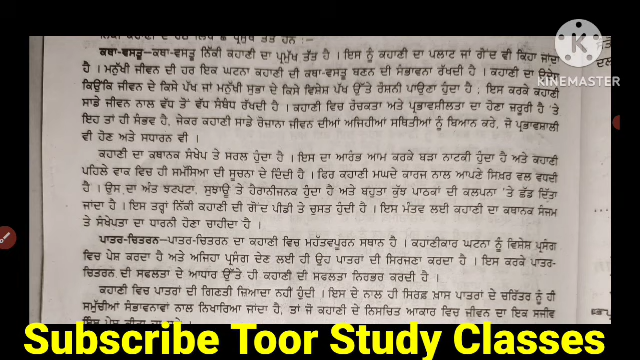 ਨਿੱਕੀ ਕਹਾਣੀ ਦੇ ਹਨ :-
ਕਥਾ-ਵਸਤੂ—ਕਥਾ-ਵਸਤੂ ਨਿੱਕੀ ਕਹਾਣੀ ਦਾ ਪ੍ਰਮੁੱਖ ਤੱਤ ਹੈ । ਇਸ ਨੂੰ ਕਹਾਣੀ ਦਾ ਪਲਾਟ ਜਾਂ ਗੋਂਦ ਵੀ ਕਿਹਾ ਜਾਂਦਾ
ਹੈ । ਮਨੁੱਖੀ ਜੀਵਨ ਦੀ ਹਰ ਇਕ ਘਟਨਾ ਕਹਾਣੀ ਦੀ ਕਥਾ-ਵਸਤੂ ਬਣਨ ਦੀ ਸੰਭਾਵਨਾ ਰੱਖਦੀ ਹੈ । ਕਹਾਣੀ ਦਾ ਉਦੇਸ਼
ਕਿਉਂਕਿ ਜੀਵਨ ਦੇ ਕਿਸੇ ਪੱਖ ਜਾਂ ਮਨੁੱਖੀ ਸੁਭਾ ਦੇ ਕਿਸੇ ਵਿਸ਼ੇਸ਼ ਪੱਖ ਉੱਤੇ ਰੌਸ਼ਨੀ ਪਾਉਣਾ ਹੁੰਦਾ ਹੈ; ਇਸ ਕਰਕੇ ਕਹਾਣੀ
ਸਾਡੇ ਜੀਵਨ ਨਾਲ ਵੱਧ ਤੋਂ ਵੱਧ ਸੰਬੰਧ ਰੱਖਦੀ ਹੈ । ਕਹਾਣੀ ਵਿਚ ਰੌਚਕਤਾ ਅਤੇ ਪ੍ਰਭਾਵਸ਼ੀਲਤਾ ਦਾ ਹੋਣਾ ਜ਼ਰੂਰੀ ਹੈ 'ਤੇ
ਇਹ ਤਾਂ ਹੀ ਸੰਭਵ ਹੈ, ਜੇਕਰ ਕਹਾਣੀ ਸਾਡੇ ਰੋਜ਼ਾਨਾ ਜੀਵਨ ਦੀਆਂ ਅਜਿਹੀਆਂ ਸਥਿਤੀਆਂ ਨੂੰ ਬਿਆਨ ਕਰੇ, ਜੋ ਪ੍ਰਭਾਵਸ਼ਾਲੀ
ਵੀ ਹੋਣ ਅਤੇ ਸਧਾਰਨ ਵੀ ।
ਕਹਾਣੀ ਦਾ ਕਥਾਨਕ ਸੰਖੇਪ ਤੇ ਸਰਲ ਹੁੰਦਾ ਹੈ । ਇਸ ਦਾ ਆਰੰਭ ਆਮ ਕਰਕੇ ਬੜਾ ਨਾਟਕੀ ਹੁੰਦਾ ਹੈ ਅਤੇ ਕਹਾਣੀ
ਪਹਿਲੇ ਵਾਕ ਵਿਚ ਹੀ ਸਮੱਸਿਆ ਦੀ ਸੂਚਨਾ ਦੇ ਦਿੰਦੀ ਹੈ । ਫਿਰ ਕਹਾਣੀ ਮਘਦੇ ਕਾਰਜ ਨਾਲ ਆਪਣੇ ਸਿਖ਼ਰ ਵਲ ਵਧਦੀ
ਹੈ । ਉਸ ਦਾ ਅੰਤ ਝਟਪਟਾ, ਸੁਝਾਊ ਤੇ ਹੈਰਾਨੀਜਨਕ ਹੁੰਦਾ ਹੈ ਅਤੇ ਬਹੁਤਾ ਕੁੱਝ ਪਾਠਕਾਂ ਦੀ ਕਲਪਨਾ 'ਤੇ ਛੱਡ ਦਿੱਤਾ
ਜਾਂਦਾ ਹੈ । ਇਸ ਤਰ੍ਹਾਂ ਨਿੱਕੀ ਕਹਾਣੀ ਦੀ ਗੋਂਦ ਪੀਡੀ ਤੇ ਚੁਸਤ ਹੁੰਦੀ ਹੈ । ਇਸ ਮੰਤਵ ਲਈ ਕਹਾਣੀ ਦਾ ਕਥਾਨਕ ਸੰਜਮ
ਤੇ ਸੰਖੇਪਤਾ ਦਾ ਧਾਰਨੀ ਹੋਣਾ ਚਾਹੀਦਾ ਹੈ ।
ਪਾਤਰ-ਚਿਤਰਨ—ਪਾਤਰ-ਚਿਤਰਨ ਦਾ ਕਹਾਣੀ ਵਿਚ ਮਹੱਤਵਪੂਰਨ ਸਥਾਨ ਹੈ । ਕਹਾਣੀਕਾਰ ਘਟਨਾ ਨੂੰ ਵਿਸ਼ੇਸ਼ ਪ੍ਰਸੰਗ
ਵਿਚ ਪੇਸ਼ ਕਰਦਾ ਹੈ ਅਤੇ ਅਜਿਹਾ ਪ੍ਰਸੰਗ ਦੇਣ ਲਈ ਹੀ ਉਹ ਪਾਤਰਾਂ ਦੀ ਸਿਰਜਣਾ ਕਰਦਾ ਹੈ । ਇਸ ਕਰਕੇ ਪਾਤਰ-
ਚਿਤਰਨ ਦੀ ਸਫਲਤਾ ਦੇ ਆਧਾਰ ਉੱਤੇ ਹੀ ਕਹਾਣੀ ਦੀ ਸਫਲਤਾ ਨਿਰਭਰ ਕਰਦੀ ਹੈ ।
ਕਹਾਣੀ ਵਿਚ ਪਾਤਰਾਂ ਦੀ ਗਿਣਤੀ ਜ਼ਿਆਦਾ ਨਹੀਂ ਹੁੰਦੀ । ਇਸ ਦੇ ਨਾਲ ਹੀ ਸਿਰਫ਼ ਖ਼ਾਸ ਪਾਤਰਾਂ ਦੇ ਚਰਿੱਤਰ ਨੂੰ ਹੀ
ਸਮੁੱਚੀਆਂ ਸੰਭਾਵਨਾਵਾਂ ਨਾਲ ਨਿਖਾਰਿਆ ਜਾਂਦਾ ਹੈ, ਤਾਂ ਜੋ ਕਹਾਣੀ ਦੇ ਨਿਸਚਿਤ ਆਕਾਰ ਵਿਚ ਜੀਵਨ ਦਾ ਇਕ ਸਜੀਵ
KINEMASTER
Subscribe Toor Study Classes